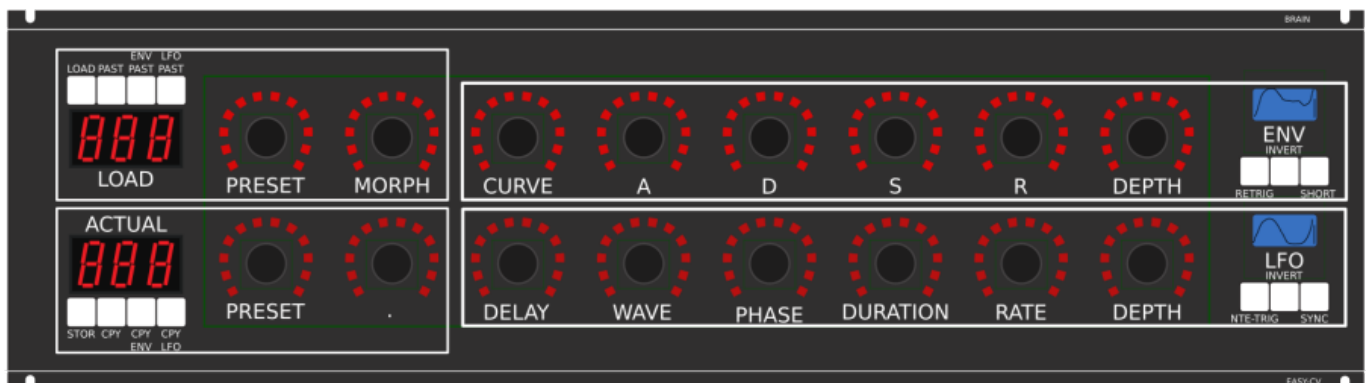 BRAIN
ENV LFO
LOAD PAST PAST PAST
888
LOAD
PRESET MORPH
CURVE A D S R DEPTH
ENV
INVERT
RETRIG SHORT
ACTUAL
888
PRESET .
STOR CPY CPY CPY
ENV LFO
DELAY WAVE PHASE DURATION RATE DEPTH
LFO
INVERT
NTE-TRIG SYNC
EASY-CV